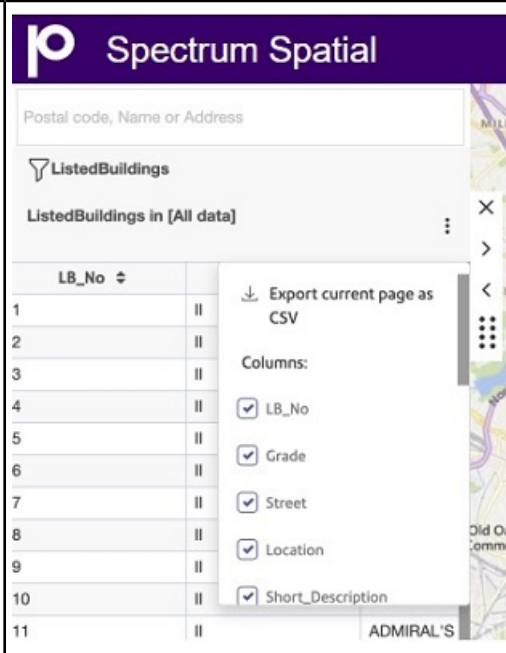 p Spectrum Spatial
Postal code, Name or Address
ListedBuildings
ListedBuildings in [All data]
LB_No
Export current page as
CSV
Columns:
LB_No
Grade
Street
Location
Short_Description
1 II
2 II
3 II
4 II
5 II
6 II
7 II
8 II
9 II
10 II
11 II ADMIRAL'S